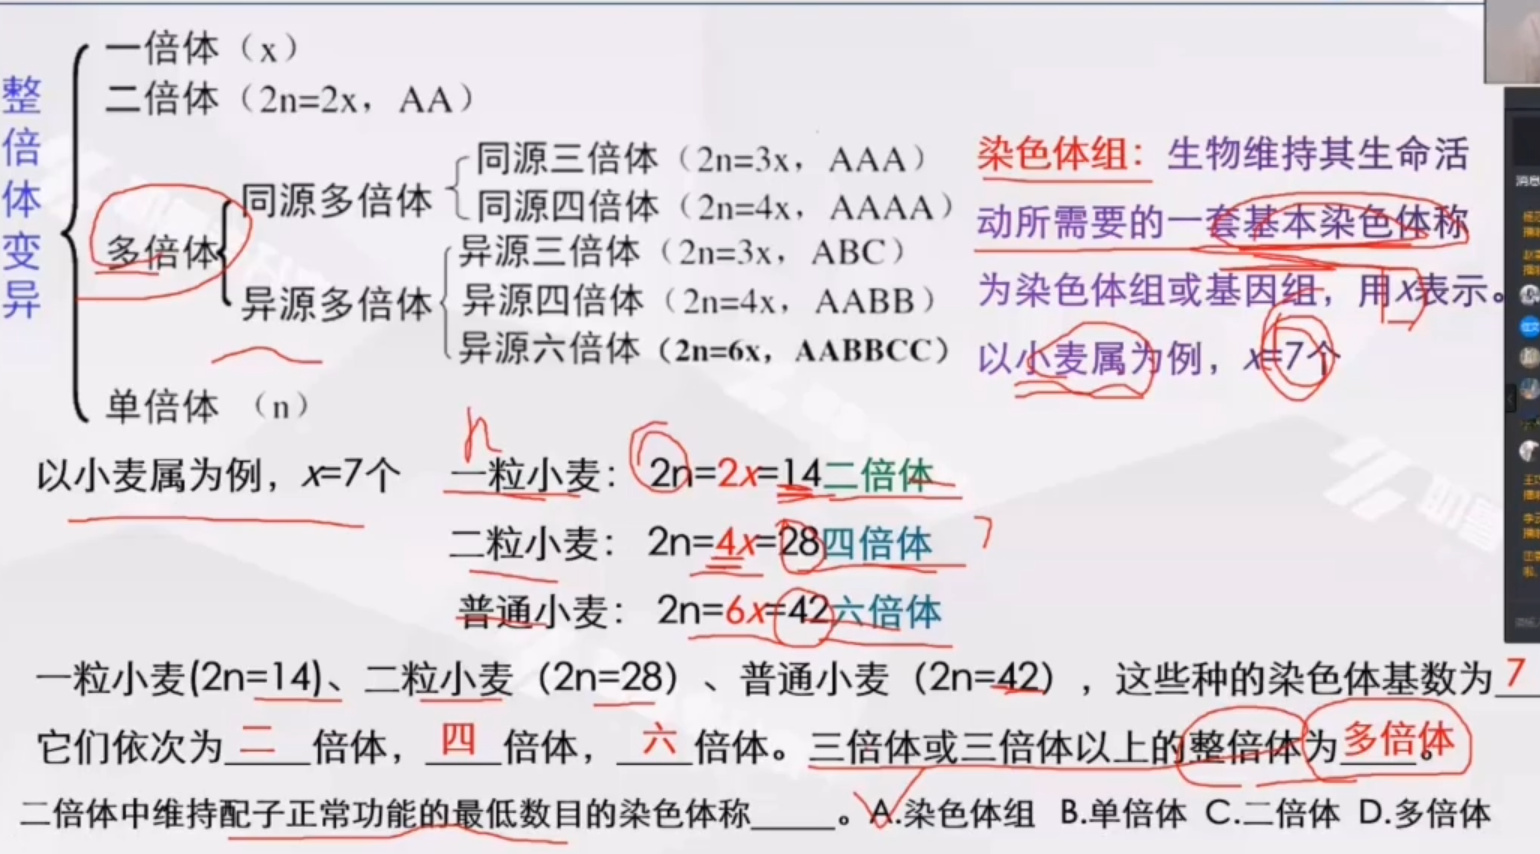 整倍体变异
一倍体（x）
二倍体（2n=2x，AA）
多倍体
同源多倍体
同源三倍体（2n=3x，AAA）
同源四倍体（2n=4x，AAAA）
异源多倍体
异源三倍体（2n=3x，ABC）
异源四倍体（2n=4x，AABB）
异源六倍体（2n=6x，AABBCC）
单倍体 （n）
染色体组：生物维持其生命活
动所需要的一套基本染色体称
为染色体组或基因组，用x表示。
以小麦属为例，x=7个
n
以小麦属为例，x=7个
一粒小麦： 2n=2x=14二倍体
二粒小麦： 2n=4x=28四倍体 7
普通小麦： 2n=6x=42六倍体
一粒小麦(2n=14)、二粒小麦（2n=28）、普通小麦（2n=42），这些种的染色体基数为7
它们依次为二倍体，四倍体，六倍体。三倍体或三倍体以上的整倍体为多倍体。
二倍体中维持配子正常功能的最低数目的染色体称____。A.染色体组 B.单倍体 C.二倍体 D.多倍体